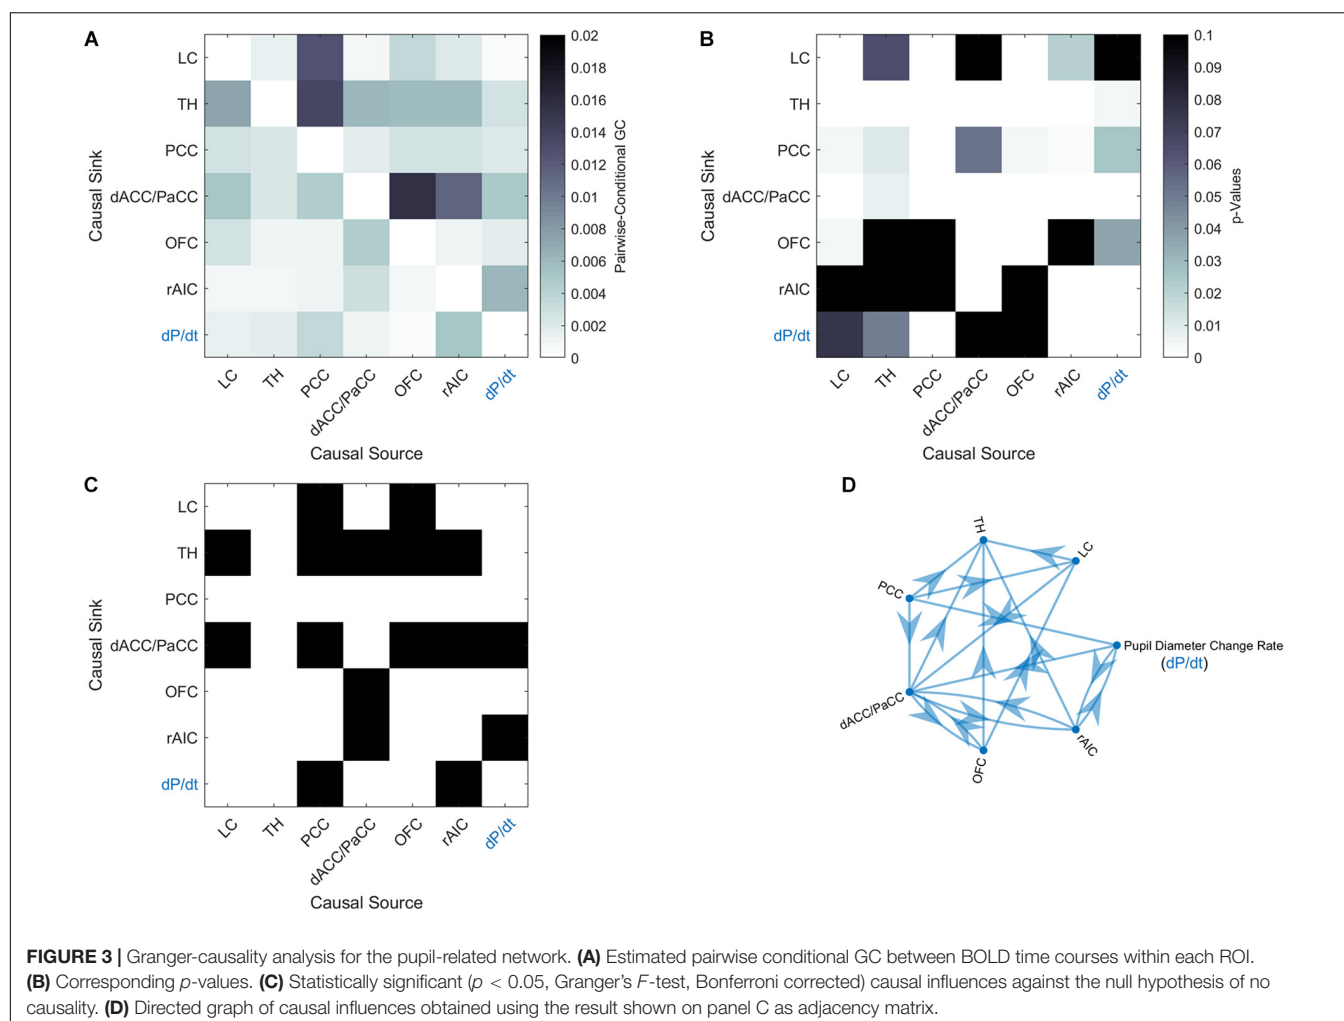 A
LC
TH
PCC
dACC/PaCC
OFC
rAIC
dP/dt
Causal Sink
LC
TH
PCC
dACC/PaCC
OFC
rAIC
dP/dt
Causal Source
0.02
0.018
0.016
0.014
0.012
0.01
0.008
0.006
0.004
0.002
0
Pairwise-Conditional GC
B
LC
TH
PCC
dACC/PaCC
OFC
rAIC
dP/dt
Causal Sink
LC
TH
PCC
dACC/PaCC
OFC
rAIC
dP/dt
Causal Source
0.1
0.09
0.08
0.07
0.06
0.05
0.04
0.03
0.02
0.01
0
p-Values
C
LC
TH
PCC
dACC/PaCC
OFC
rAIC
dP/dt
Causal Sink
LC
TH
PCC
dACC/PaCC
OFC
rAIC
dP/dt
Causal Source
D
TH
LC
PCC
Pupil Diameter Change Rate
(dP/dt)
dACC/PaCC
rAIC
OFC
FIGURE 3 | Granger-causality analysis for the pupil-related network. (A) Estimated pairwise conditional GC between BOLD time courses within each ROI.
(B) Corresponding p-values. (C) Statistically significant (p < 0.05, Granger's F-test, Bonferroni corrected) causal influences against the null hypothesis of no
causality. (D) Directed graph of causal influences obtained using the result shown on panel C as adjacency matrix.